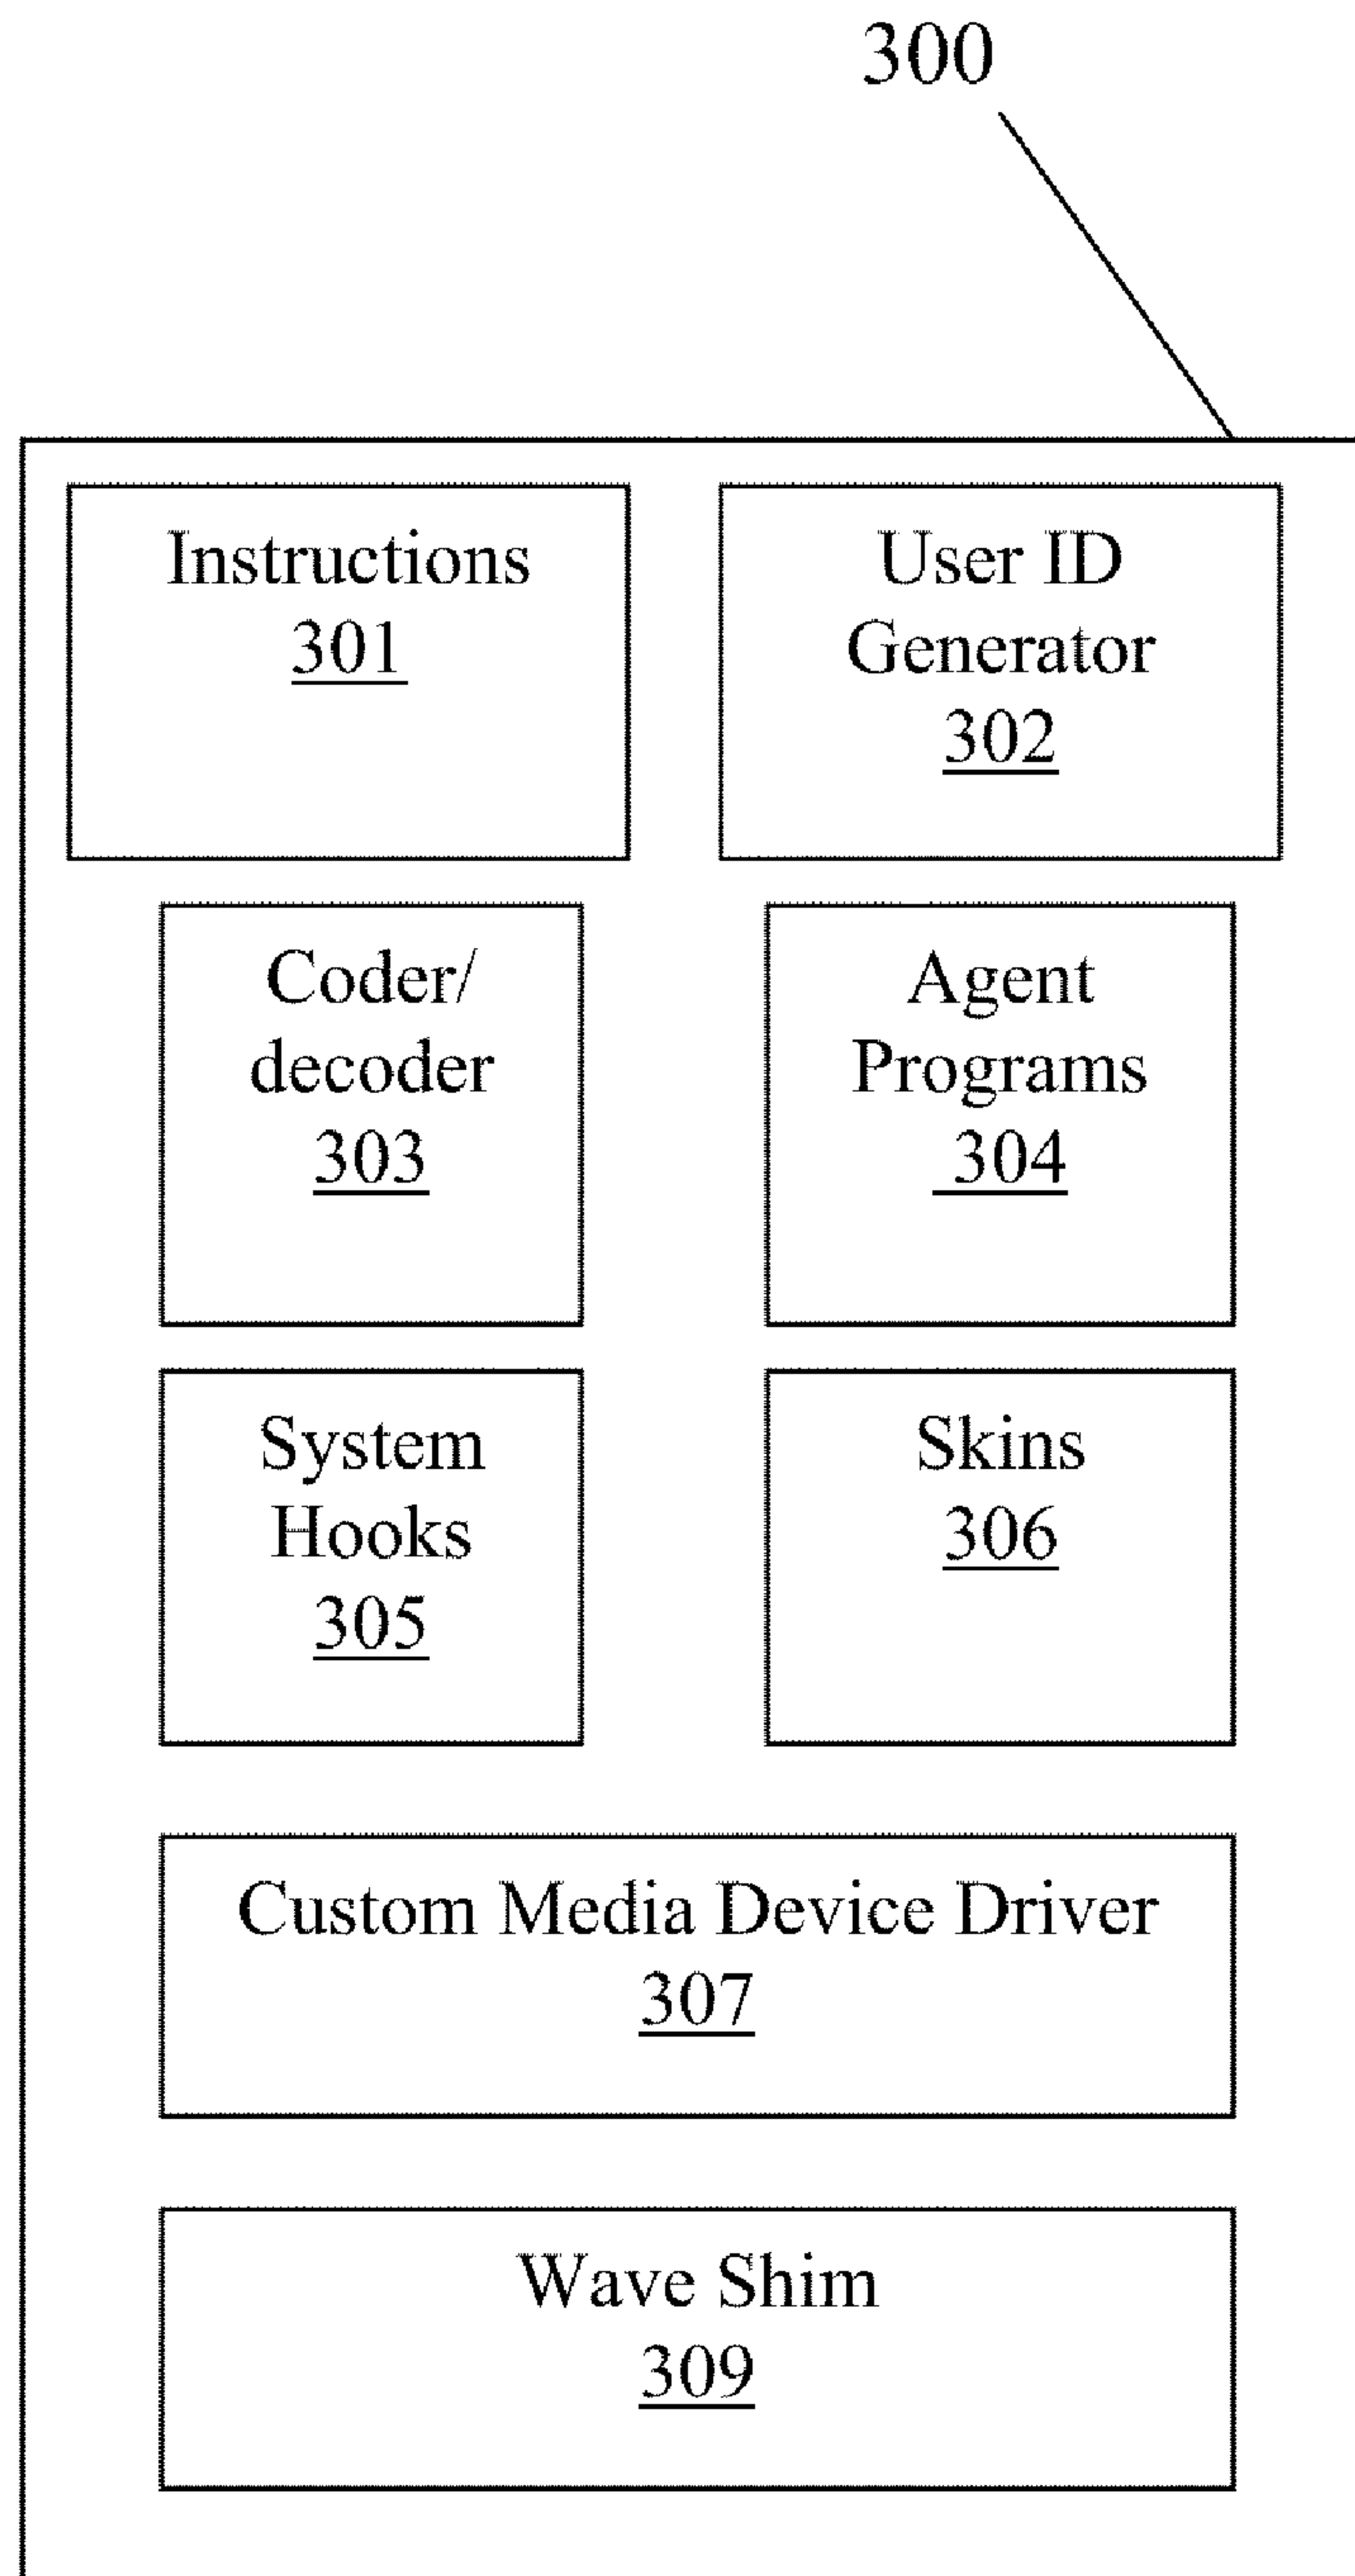 300
Instructions
301
User ID
Generator
302
Coder/
decoder
303
Agent
Programs
304
System
Hooks
305
Skins
306
Custom Media Device Driver
307
Wave Shim
309